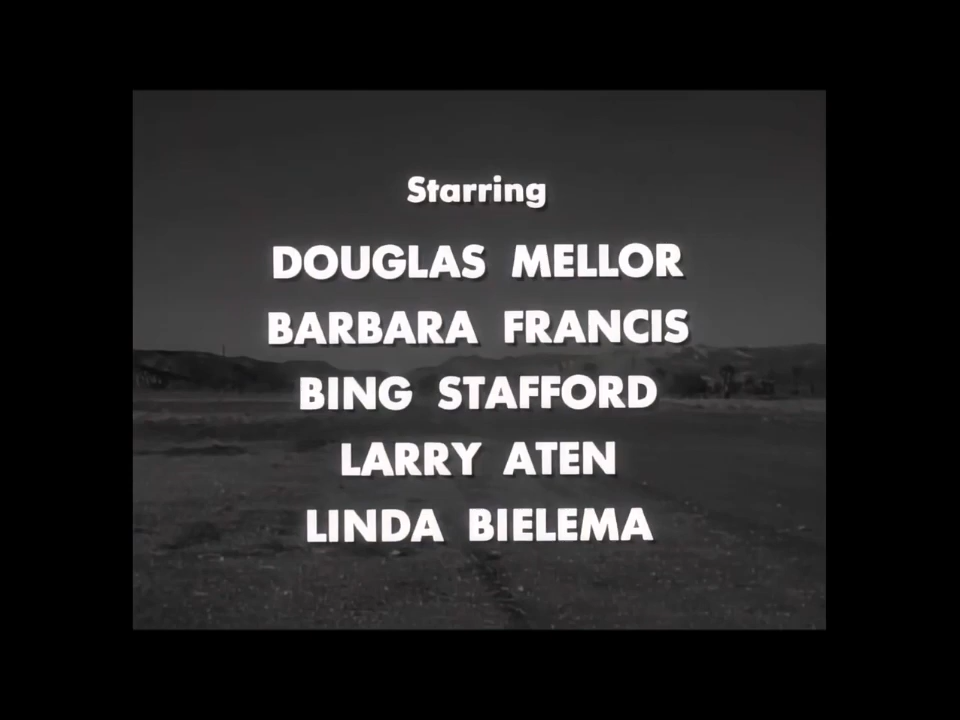 Starring
DOUGLAS MELLOR
BARBARA FRANCIS
BING STAFFORD
LARRY ATEN
LINDA BIELEMA